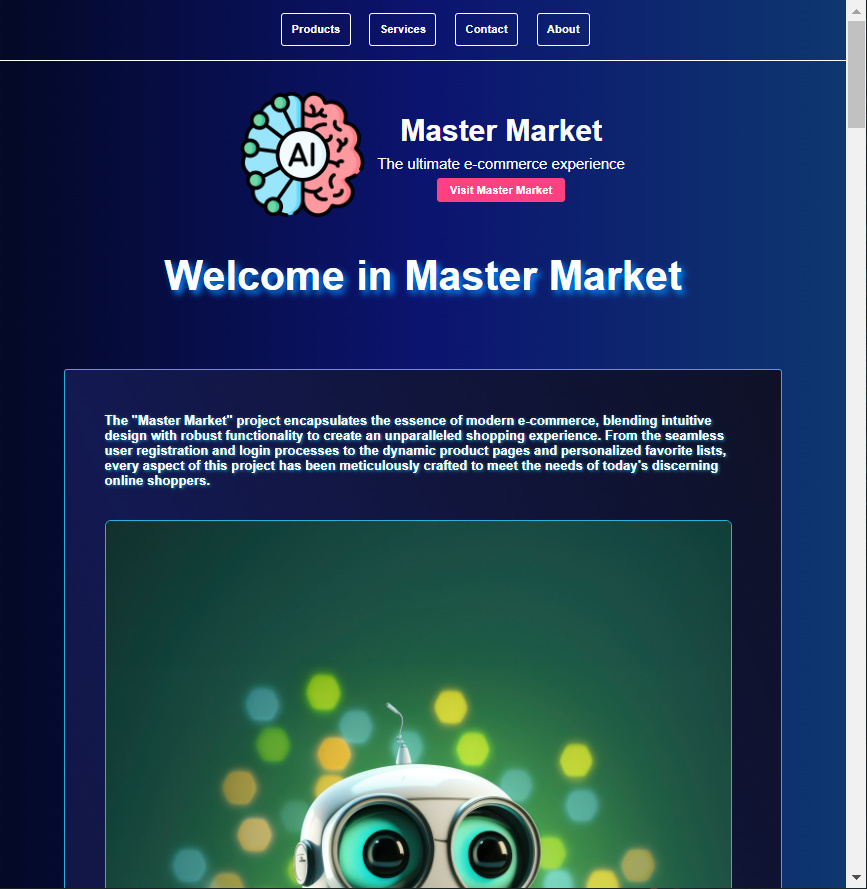 Products Services Contact About
AI
Master Market
The ultimate e-commerce experience
Visit Master Market
Welcome in Master Market
The "Master Market" project encapsulates the essence of modern e-commerce, blending intuitive
design with robust functionality to create an unparalleled shopping experience. From the seamless
user registration and login processes to the dynamic product pages and personalized favorite lists,
every aspect of this project has been meticulously crafted to meet the needs of today's discerning
online shoppers.